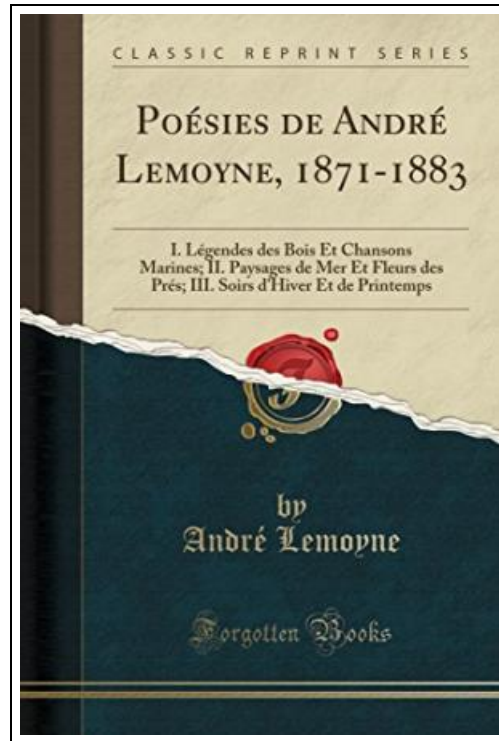 CLASSIC REPRINT SERIES
POÉSIES DE ANDRÉ
LEMOYNE, 1871-1883
I. Légendes des Bois Et Chansons
Marines; II. Paysages de Mer Et Fleurs des
Prés; III. Soirs d'Hiver Et de Printemps
by
André Lemoyne
Forgotten Books